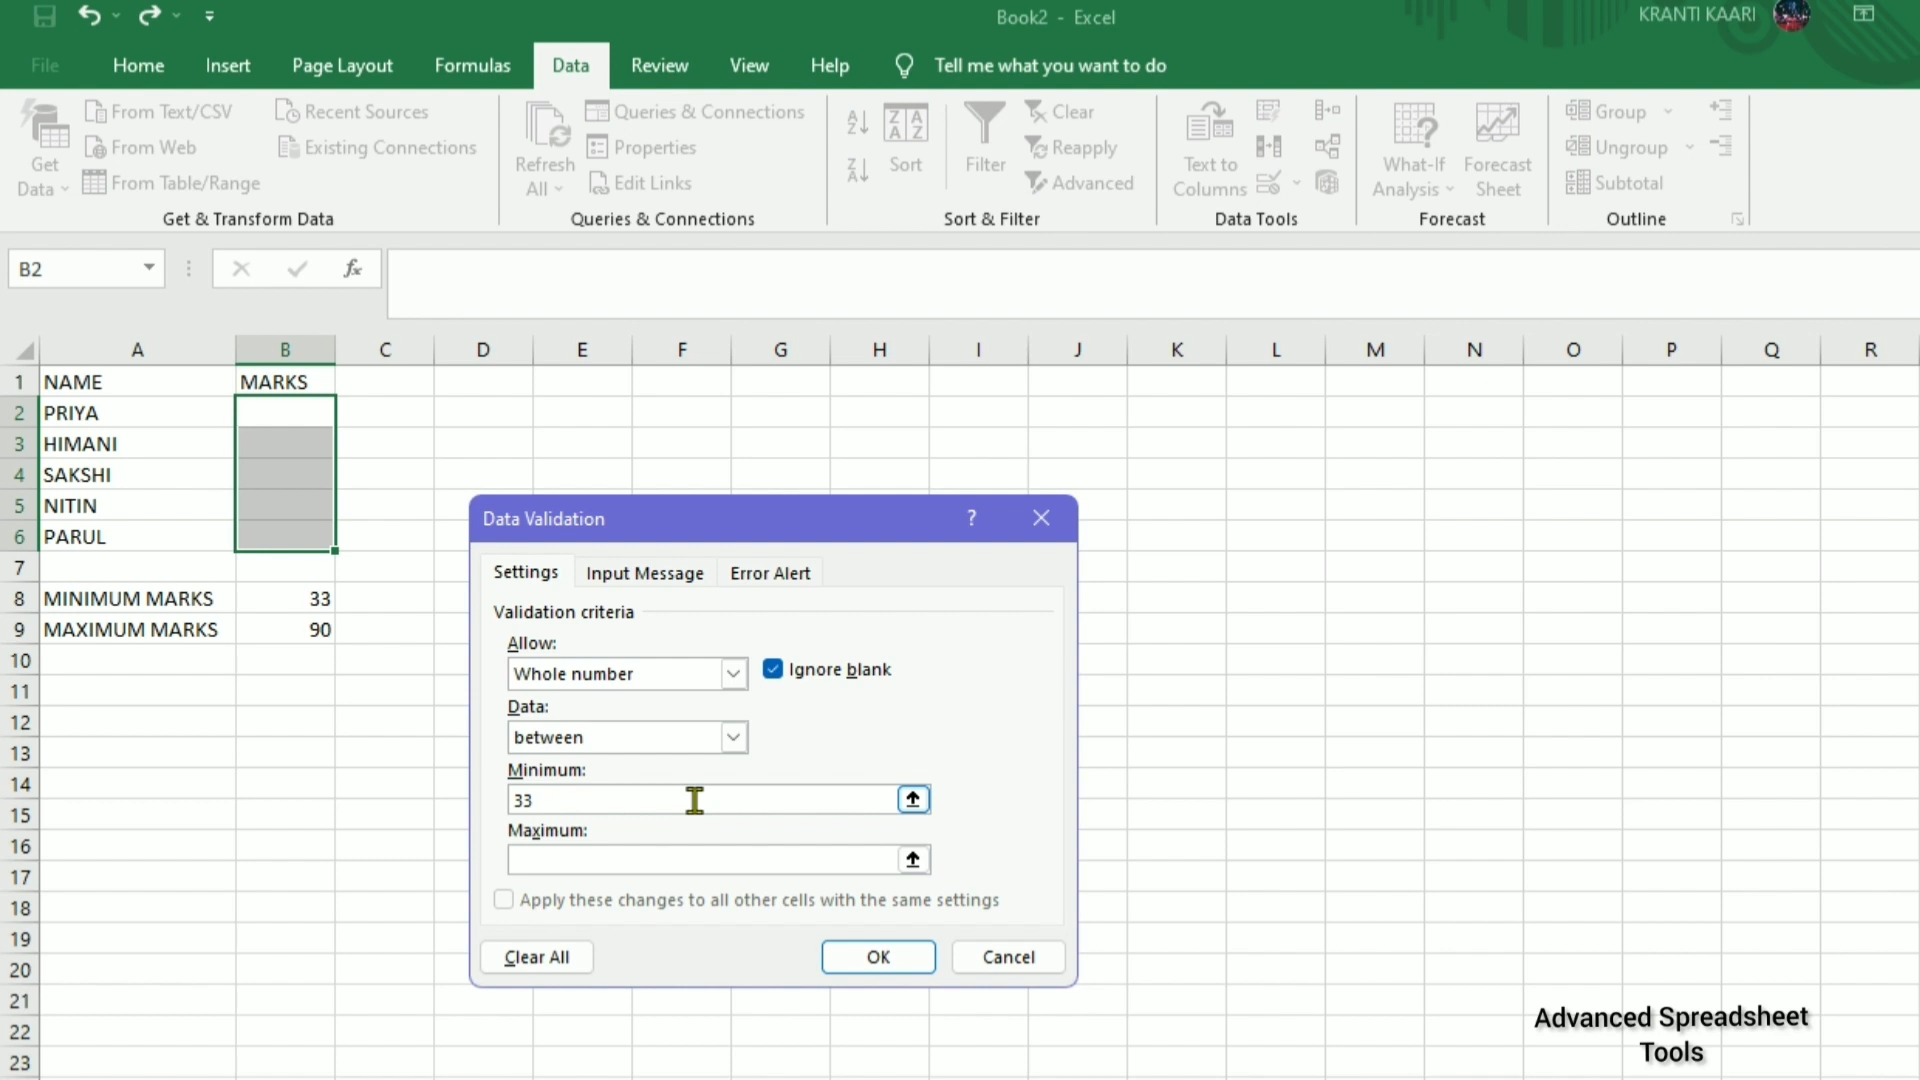 Book2 - Excel
KRANTI KAARI
File Home Insert Page Layout Formulas Data Review View Help Tell me what you want to do
Get Data
From Text/CSV
From Web
From Table/Range
Recent Sources
Existing Connections
Get & Transform Data
Refresh All
Queries & Connections
Properties
Edit Links
Queries & Connections
Sort
Filter
Clear
Reapply
Advanced
Sort & Filter
Text to Columns
Data Tools
What-If Analysis
Forecast Sheet
Forecast
Group
Ungroup
Subtotal
Outline
B2
fx
A B C D E F G H I J K L M N O P Q R
1 NAME MARKS
2 PRIYA
3 HIMANI
4 SAKSHI
5 NITIN
6 PARUL
7
8 MINIMUM MARKS 33
9 MAXIMUM MARKS 90
10
11
12
13
14
15
16
17
18
19
20
21
22
23
Data Validation ?
Settings Input Message Error Alert
Validation criteria
Allow:
Whole number Ignore blank
Data:
between
Minimum:
33
Maximum:
Apply these changes to all other cells with the same settings
Clear All OK Cancel
Advanced Spreadsheet
Tools